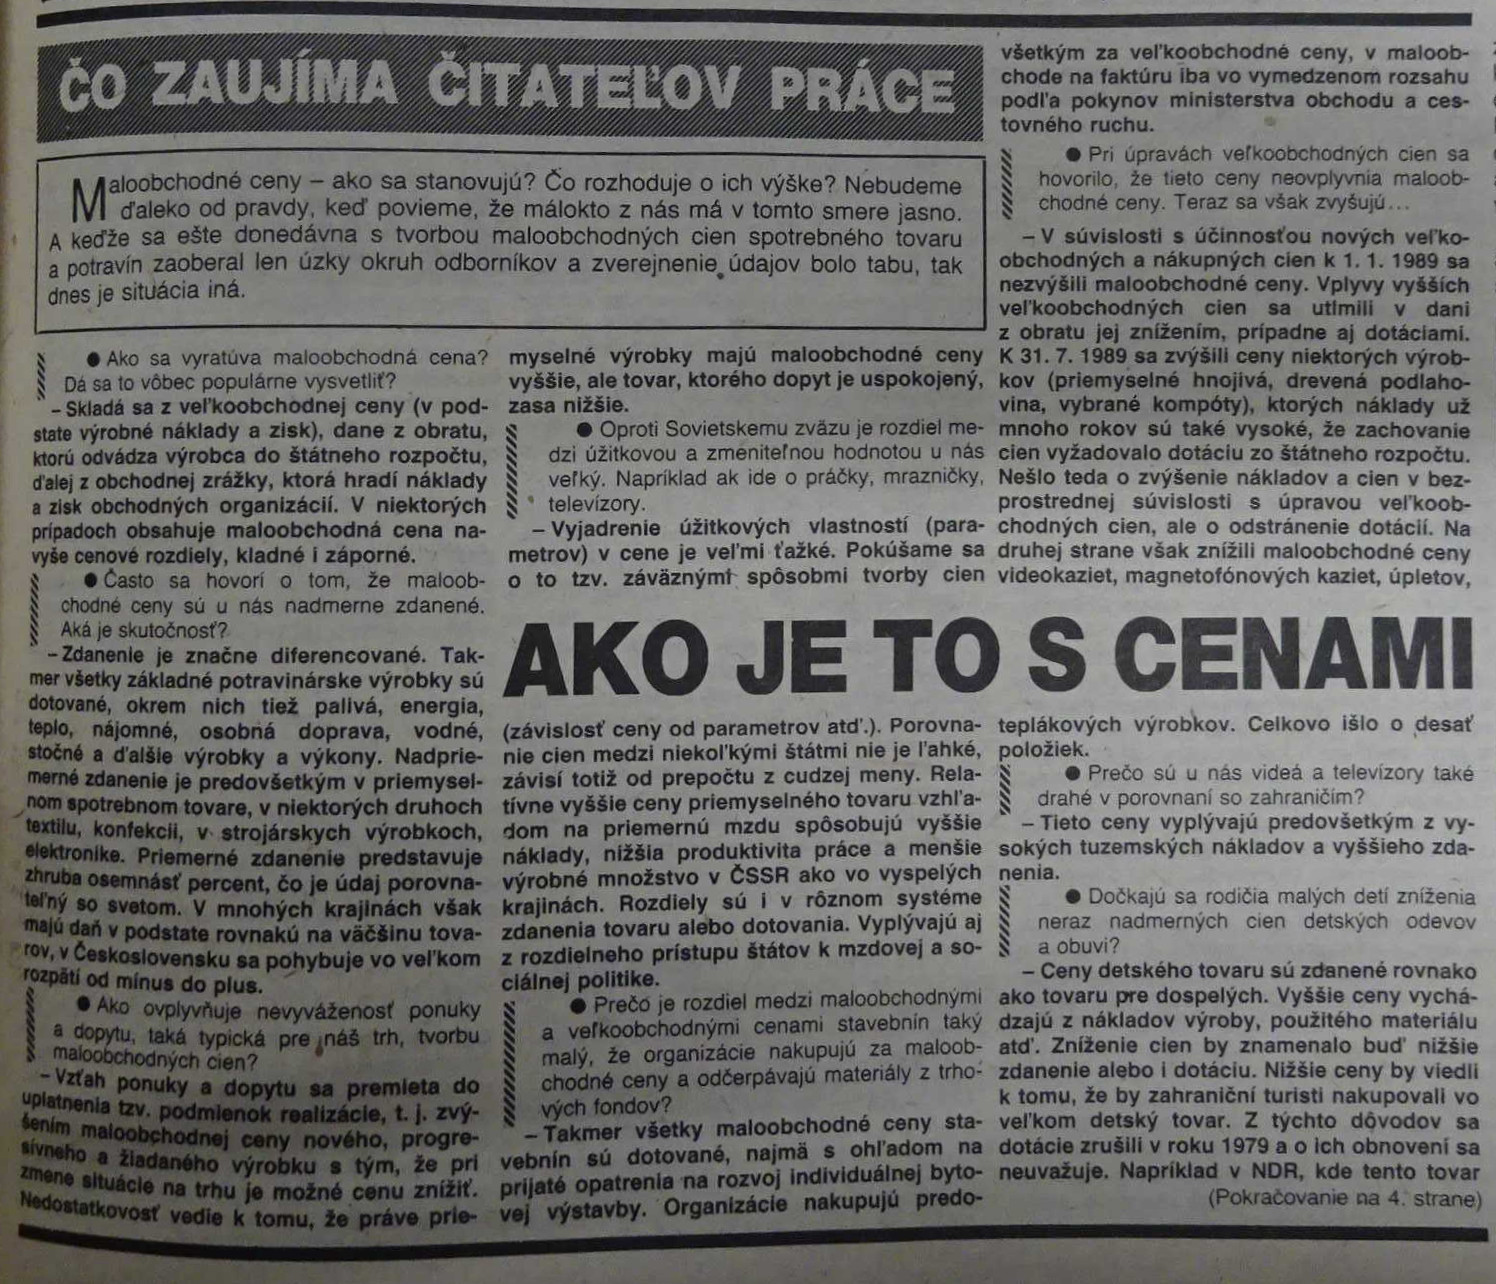 ČO ZAUJÍMA ČITATEĽOV PRÁCE
Maloobchodné ceny – ako sa stanovujú? Čo rozhoduje o ich výške? Nebudeme
ďaleko od pravdy, keď povieme, že málokto z nás má v tomto smere jasno.
A keďže sa ešte donedávna s tvorbou maloobchodných cien spotrebného tovaru
a potravín zaoberal len úzky okruh odborníkov a zverejnenie údajov bolo tabu, tak
dnes je situácia iná.
AKO JE TO S CENAMI
● Ako sa vyratúva maloobchodná cena?
Dá sa to vôbec populárne vysvetliť?
– Skladá sa z veľkoobchodnej ceny (v pod-
state výrobné náklady a zisk), dane z obratu,
ktorú odvádza výrobca do štátneho rozpočtu,
ďalej z obchodnej zrážky, ktorá hradí náklady
a zisk obchodných organizácií. V niektorých
prípadoch obsahuje maloobchodná cena na-
vyše cenové rozdiely, kladné i záporné.
● Často sa hovorí o tom, že maloob-
chodné ceny sú u nás nadmerne zdanené.
Aká je skutočnosť?
– Zdanenie je značne diferencované. Tak-
mer všetky základné potravinárske výrobky sú
dotované, okrem nich tiež palivá, energia,
teplo, nájomné, osobná doprava, vodné,
stočné a ďalšie výrobky a výkony. Nadprie-
merné zdanenie je predovšetkým v priemysel-
nom spotrebnom tovare, v niektorých druhoch
textilu, konfekcii, v strojárskych výrobkoch,
elektronike. Priemerné zdanenie predstavuje
zhruba osemnásť percent, čo je údaj porovna-
teľný so svetom. V mnohých krajinách však
majú daň v podstate rovnakú na väčšinu tova-
rov, v Československu sa pohybuje vo veľkom
rozpätí od mínus do plus.
● Ako ovplyvňuje nevyváženosť ponuky
a dopytu, taká typická pre náš trh, tvorbu
maloobchodných cien?
– Vzťah ponuky a dopytu sa premieta do
uplatnenia tzv. podmienok realizácie, t. j. zvý-
šením maloobchodnej ceny nového, progre-
sívneho a žiadaného výrobku s tým, že pri
zmene situácie na trhu je možné cenu znížiť.
Nedostatkovosť vedie k tomu, že práve prie-
myselné výrobky majú maloobchodné ceny
vyššie, ale tovar, ktorého dopyt je uspokojený,
zasa nižšie.
● Oproti Sovietskemu zväzu je rozdiel me-
dzi úžitkovou a zmeniteľnou hodnotou u nás
veľký. Napríklad ak ide o práčky, mrazničky,
televízory.
– Vyjadrenie úžitkových vlastností (para-
metrov) v cene je veľmi ťažké. Pokúšame sa
o to tzv. záväznými spôsobmi tvorby cien
(závislosť ceny od parametrov atď.). Porovna-
nie cien medzi niekoľkými štátmi nie je ľahké,
závisí totiž od prepočtu z cudzej meny. Rela-
tívne vyššie ceny priemyselného tovaru vzhľa-
dom na priemernú mzdu spôsobujú vyššie
náklady, nižšia produktivita práce a menšie
výrobné množstvo v ČSSR ako vo vyspelých
krajinách. Rozdiely sú i v rôznom systéme
zdanenia tovaru alebo dotovania. Vyplývajú aj
z rozdielneho prístupu štátov k mzdovej a so-
ciálnej politike.
● Prečo je rozdiel medzi maloobchodnými
a veľkoobchodnými cenami stavebnín taký
malý, že organizácie nakupujú za maloob-
chodné ceny a odčerpávajú materiály z trho-
vých fondov?
– Takmer všetky maloobchodné ceny sta-
vebnín sú dotované, najmä s ohľadom na
prijaté opatrenia na rozvoj individuálnej byto-
vej výstavby. Organizácie nakupujú predo-
všetkým za veľkoobchodné ceny, v maloob-
chode na faktúru iba vo vymedzenom rozsahu
podľa pokynov ministerstva obchodu a ces-
tovného ruchu.
● Pri úpravách veľkoobchodných cien sa
hovorilo, že tieto ceny neovplyvnia maloob-
chodné ceny. Teraz sa však zvyšujú...
– V súvislosti s účinnosťou nových veľko-
obchodných a nákupných cien k 1. 1. 1989 sa
nezvýšili maloobchodné ceny. Vplyvy vyšších
veľkoobchodných cien sa utlmili v dani
z obratu jej znížením, prípadne aj dotáciami.
K 31. 7. 1989 sa zvýšili ceny niektorých výrob-
kov (priemyselné hnojivá, drevená podlaho-
vina, vybrané kompóty), ktorých náklady už
mnoho rokov sú také vysoké, že zachovanie
cien vyžadovalo dotáciu zo štátneho rozpočtu.
Nešlo teda o zvýšenie nákladov a cien v bez-
prostrednej súvislosti s úpravou veľkoob-
chodných cien, ale o odstránenie dotácií. Na
druhej strane však znížili maloobchodné ceny
videokaziet, magnetofónových kaziet, úpletov,
teplákových výrobkov. Celkovo išlo o desať
položiek.
● Prečo sú u nás videá a televízory také
drahé v porovnaní so zahraničím?
– Tieto ceny vyplývajú predovšetkým z vy-
sokých tuzemských nákladov a vyššieho zda-
nenia.
● Dočkajú sa rodičia malých detí zníženia
neraz nadmerných cien detských odevov
a obuvi?
– Ceny detského tovaru sú zdanené rovnako
ako tovaru pre dospelých. Vyššie ceny vychá-
dzajú z nákladov výroby, použitého materiálu
atď. Zníženie cien by znamenalo buď nižšie
zdanenie alebo i dotáciu. Nižšie ceny by viedli
k tomu, že by zahraniční turisti nakupovali vo
veľkom detský tovar. Z týchto dôvodov sa
dotácie zrušili v roku 1979 a o ich obnovení sa
neuvažuje. Napríklad v NDR, kde tento tovar
(Pokračovanie na 4. strane)